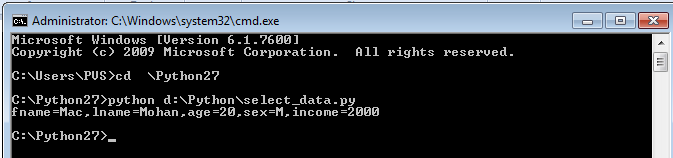 Administrator: C:\Windows\system32\cmd.exe
Microsoft Windows [Version 6.1.7600]
Copyright (c) 2009 Microsoft Corporation.  All rights reserved.
C:\Users\PVS>cd  \Python27
C:\Python27>python d:\Python\select_data.py
fname=Mac,lname=Mohan,age=20,sex=M,income=2000
C:\Python27>_